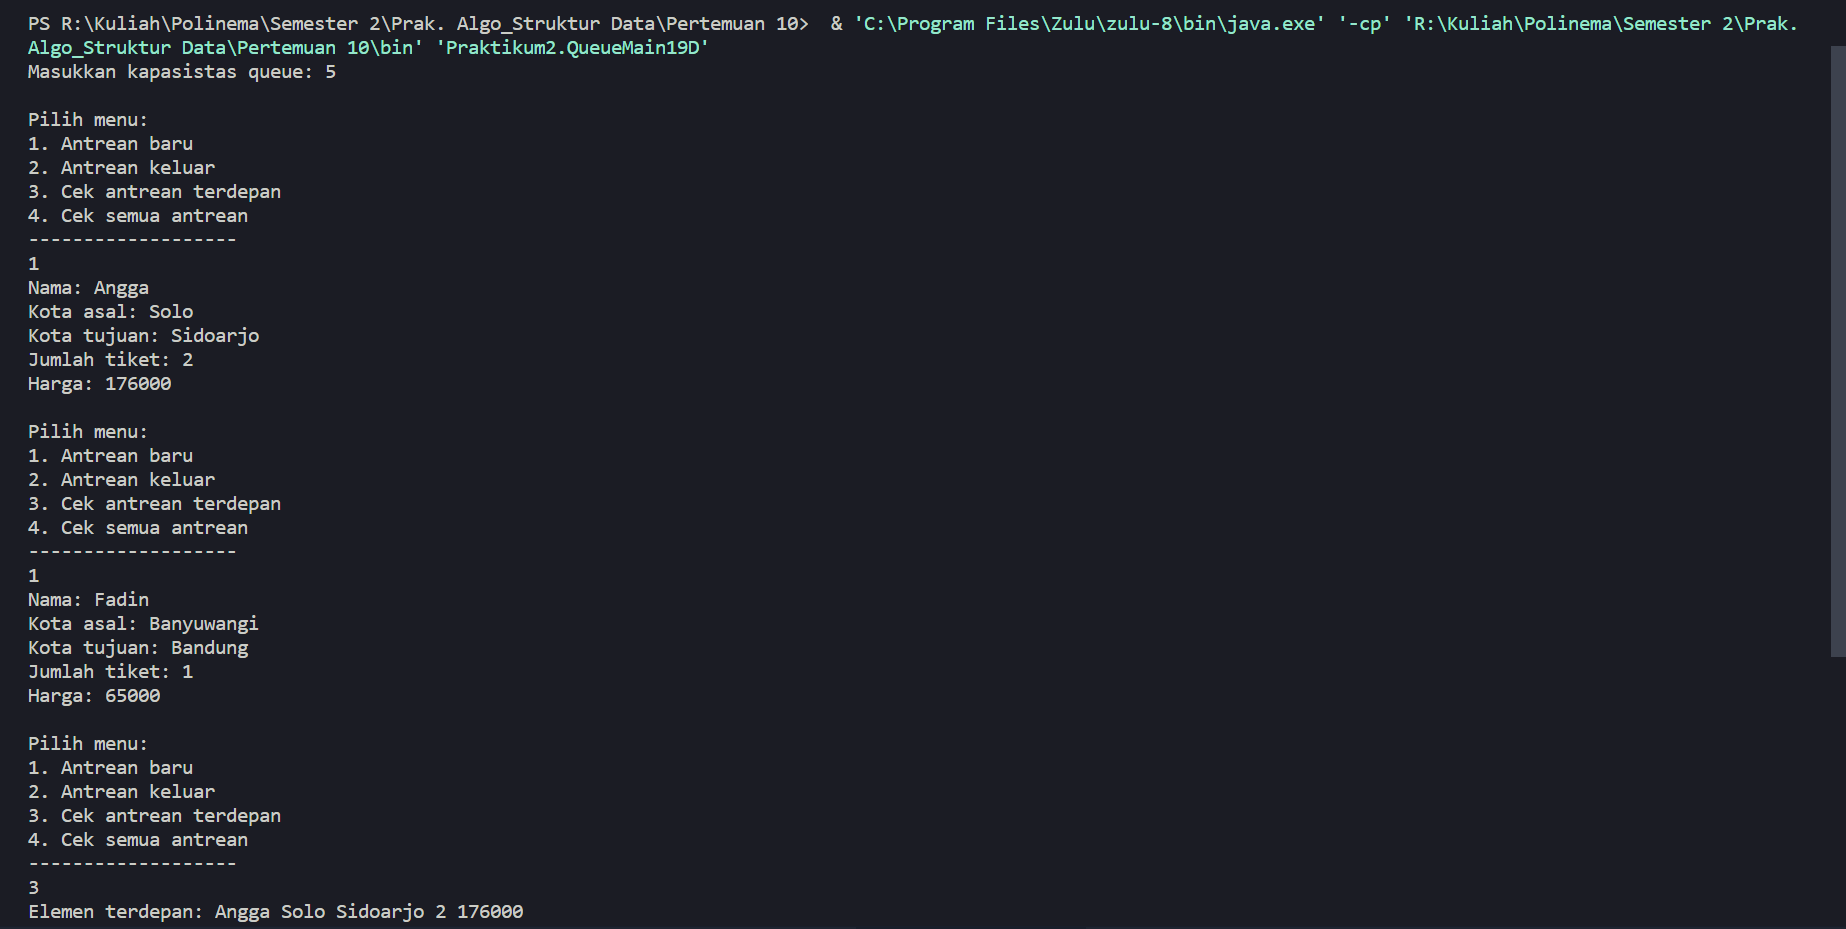 PS R:\Kuliah\Polinema\Semester 2\Prak. Algo_Struktur Data\Pertemuan 10>  & 'C:\Program Files\Zulu\zulu-8\bin\java.exe' '-cp' 'R:\Kuliah\Polinema\Semester 2\Prak.
Algo_Struktur Data\Pertemuan 10\bin' 'Praktikum2.QueueMain19D'
Masukkan kapasistas queue: 5
Pilih menu:
1. Antrean baru
2. Antrean keluar
3. Cek antrean terdepan
4. Cek semua antrean
-------------------
1
Nama: Angga
Kota asal: Solo
Kota tujuan: Sidoarjo
Jumlah tiket: 2
Harga: 176000
Pilih menu:
1. Antrean baru
2. Antrean keluar
3. Cek antrean terdepan
4. Cek semua antrean
-------------------
1
Nama: Fadin
Kota asal: Banyuwangi
Kota tujuan: Bandung
Jumlah tiket: 1
Harga: 65000
Pilih menu:
1. Antrean baru
2. Antrean keluar
3. Cek antrean terdepan
4. Cek semua antrean
-------------------
3
Elemen terdepan: Angga Solo Sidoarjo 2 176000